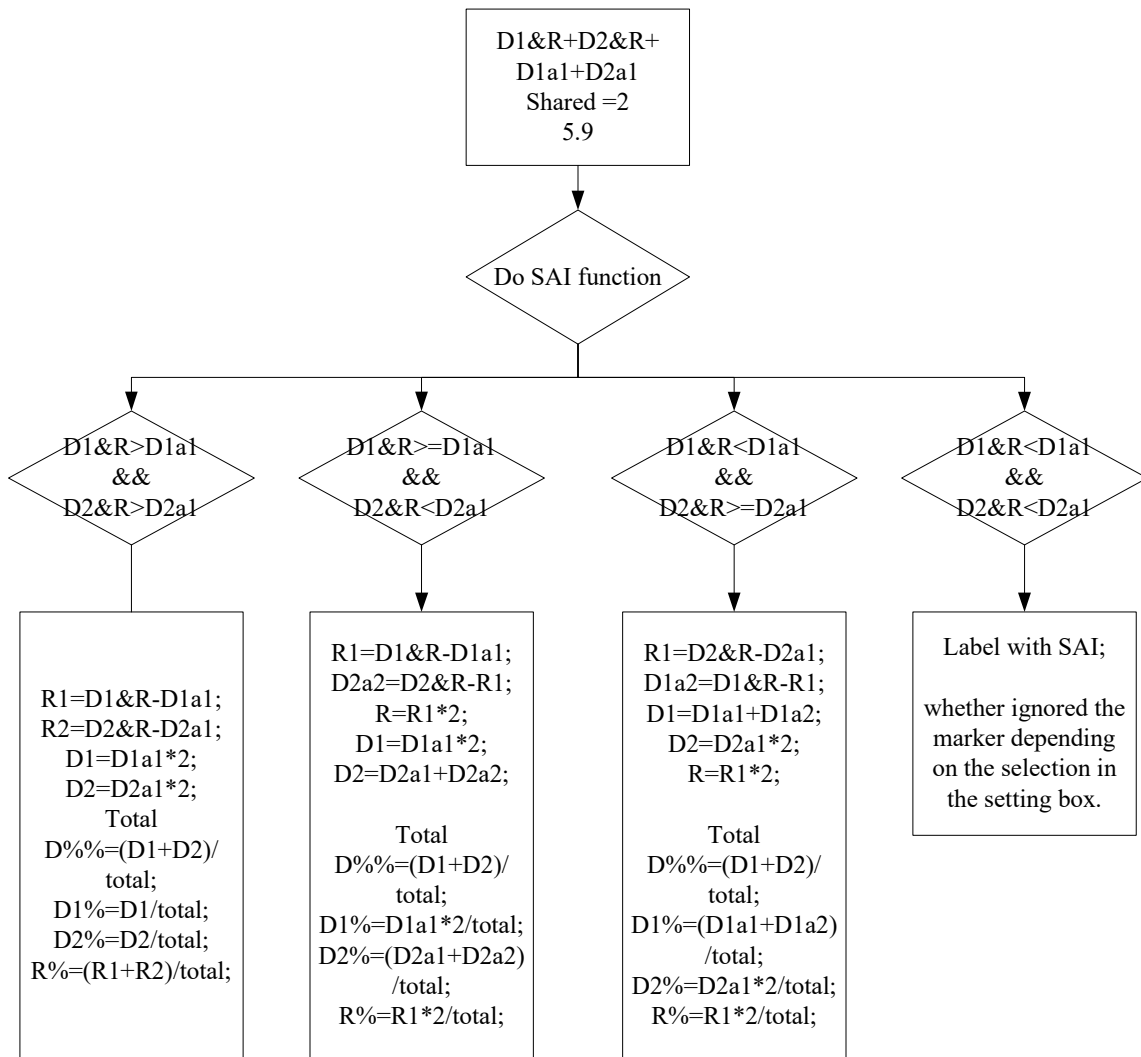 D1&R+D2&R+
D1a1+D2a1
Shared =2
5.9
Do SAI function
D1&R>D1a1
&&
D2&R>D2a1
D1&R>=D1a1
&&
D2&R<D2a1
D1&R<D1a1
&&
D2&R>=D2a1
D1&R<D1a1
&&
D2&R<D2a1
R1=D1&R-D1a1;
R2=D2&R-D2a1;
D1=D1a1*2;
D2=D2a1*2;
Total
D%%=(D1+D2)/
total;
D1%=D1/total;
D2%=D2/total;
R%=(R1+R2)/total;
R1=D1&R-D1a1;
D2a2=D2&R-R1;
R=R1*2;
D1=D1a1*2;
D2=D2a1+D2a2;
Total
D%%=(D1+D2)/
total;
D1%=D1a1*2/total;
D2%=(D2a1+D2a2)
/total;
R%=R1*2/total;
R1=D2&R-D2a1;
D1a2=D1&R-R1;
D1=D1a1+D1a2;
D2=D2a1*2;
R=R1*2;
Total
D%%=(D1+D2)/
total;
D1%=(D1a1+D1a2)
/total;
D2%=D2a1*2/total;
R%=R1*2/total;
Label with SAI;
whether ignored the
marker depending
on the selection in
the setting box.